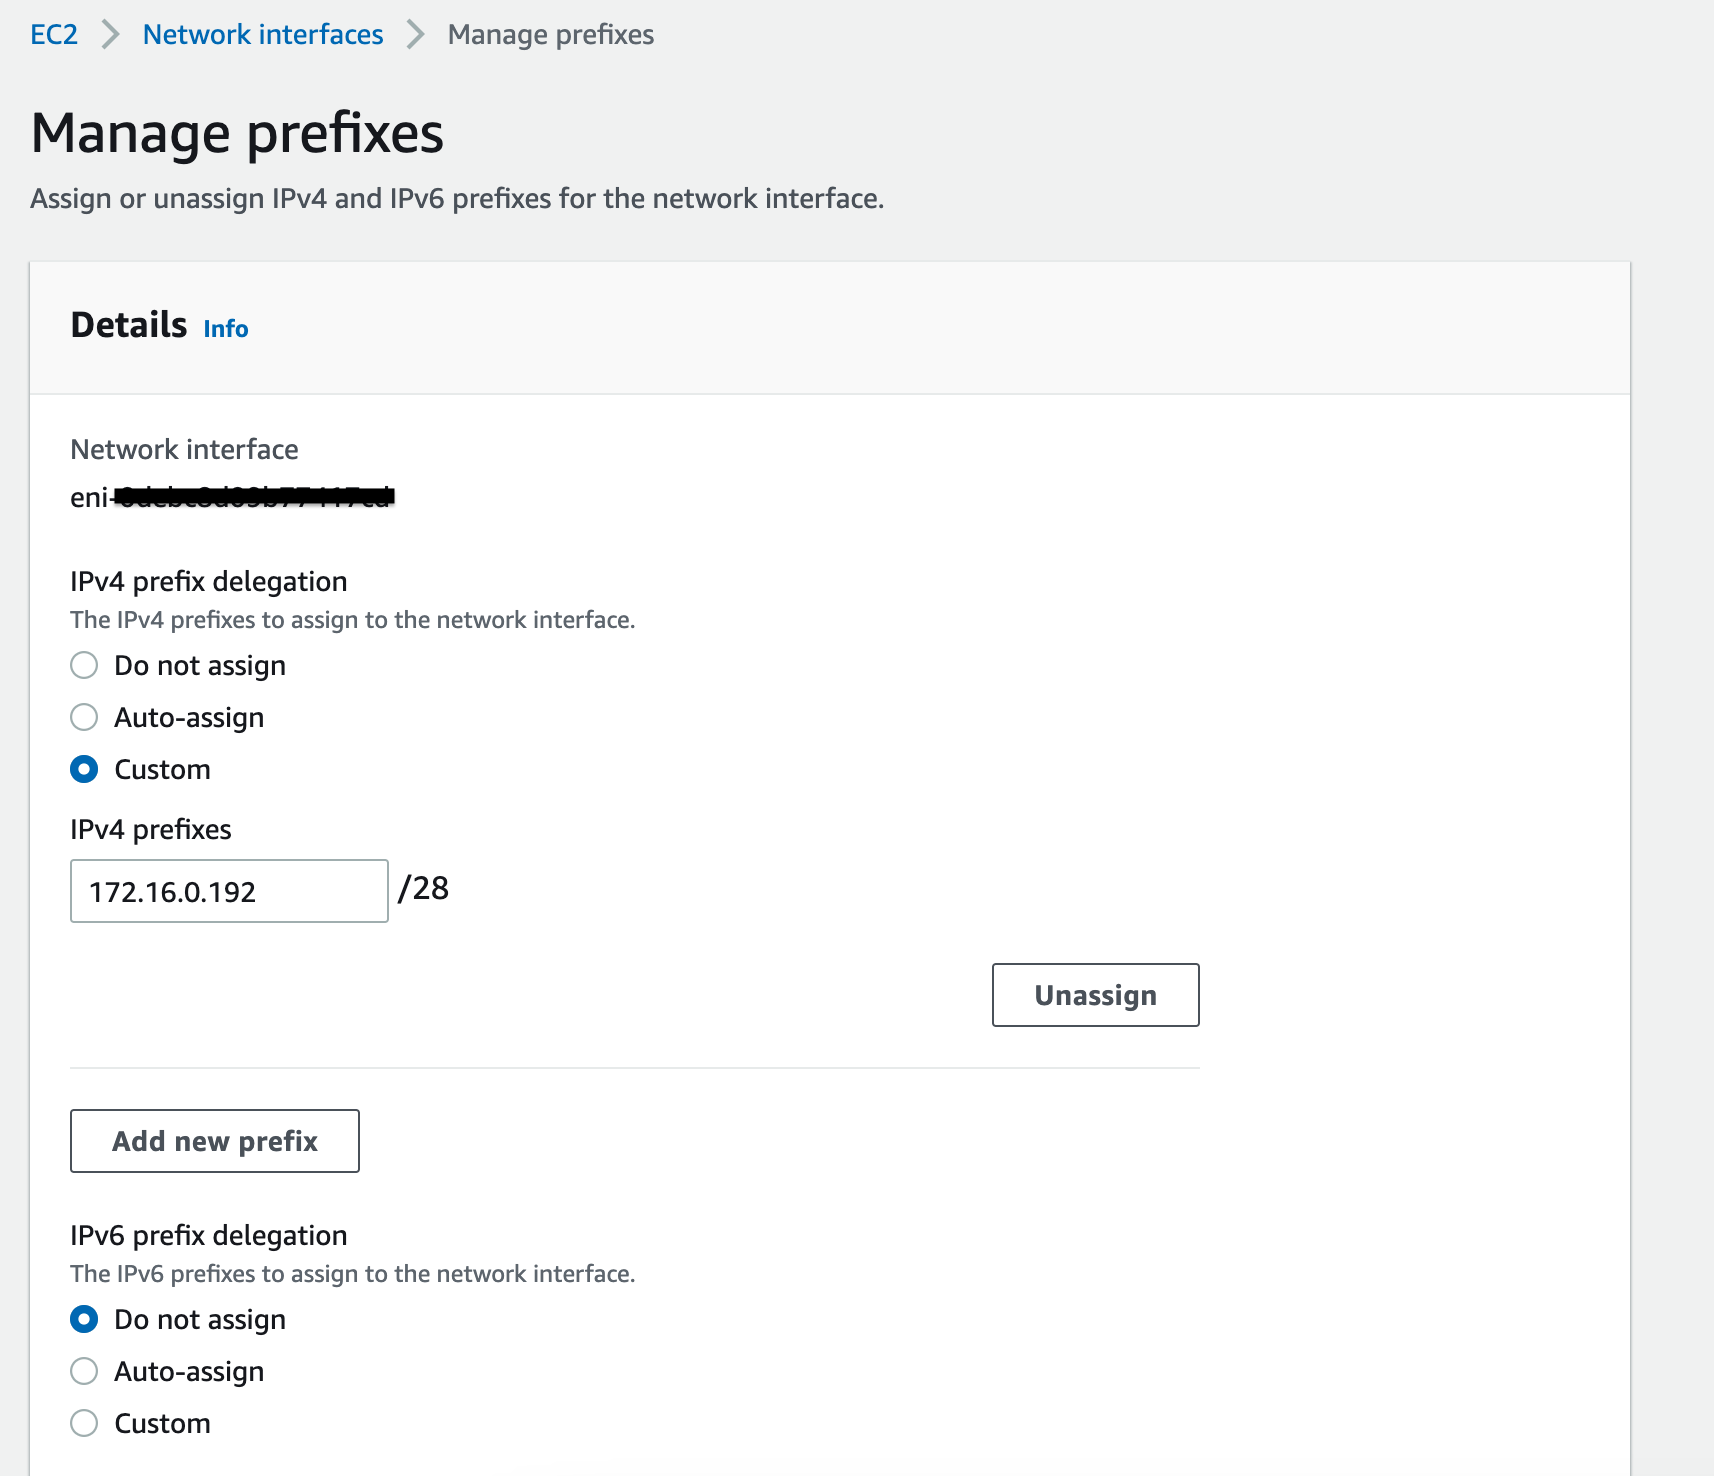 EC2 > Network interfaces > Manage prefixes
Manage prefixes
Assign or unassign IPv4 and IPv6 prefixes for the network interface.
Details Info
Network interface
eni-
IPv4 prefix delegation
The IPv4 prefixes to assign to the network interface.
Do not assign
Auto-assign
Custom
IPv4 prefixes
172.16.0.192 /28
Unassign
Add new prefix
IPv6 prefix delegation
The IPv6 prefixes to assign to the network interface.
Do not assign
Auto-assign
Custom